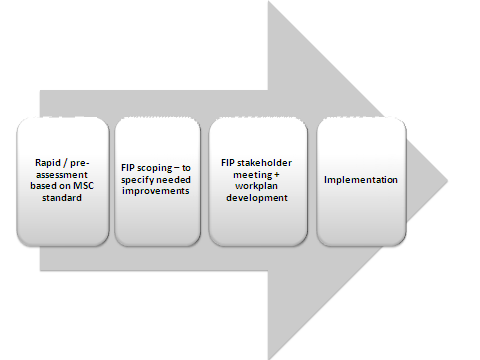 Rapid / pre-
assessment
based on MSC
standard
FIP scoping – to
specify needed
improvements
FIP stakeholder
meeting +
workplan
development
Implementation